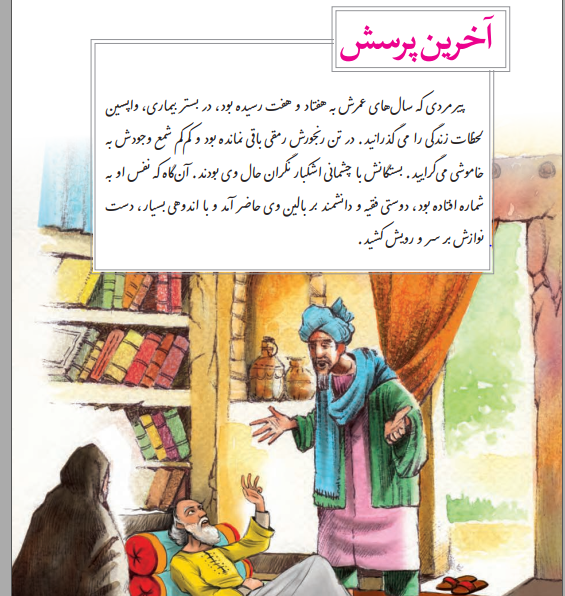 آخرین پرسش
پیرمردی که سال‌های عمرش به هفتاد و هفت رسیده بود، در بستر بیماری، واپسین
لحظات زندگی را می‌گذرانید. در تن رنجورش رمقی باقی نمانده بود و کم‌کم شمع وجودش به
خاموشی می‌گرایید. بستگانش با چشمانی اشکبار نگران حال وی بودند. آن‌گاه که نفس او به
شماره افتاده بود، دوستی فقیه و دانشمند بر بالین وی حاضر آمد و با اندوهی بسیار، دست
نوازش بر سر و رویش کشید.